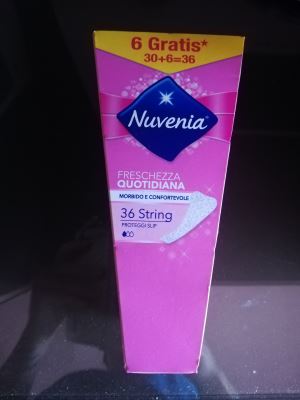 6 Gratis*
30+6=36
Nuvenia
FRESCHEZZA
QUOTIDIANA
MORBIDO E CONFORTEVOLE
36 String
PROTEGGI SLIP